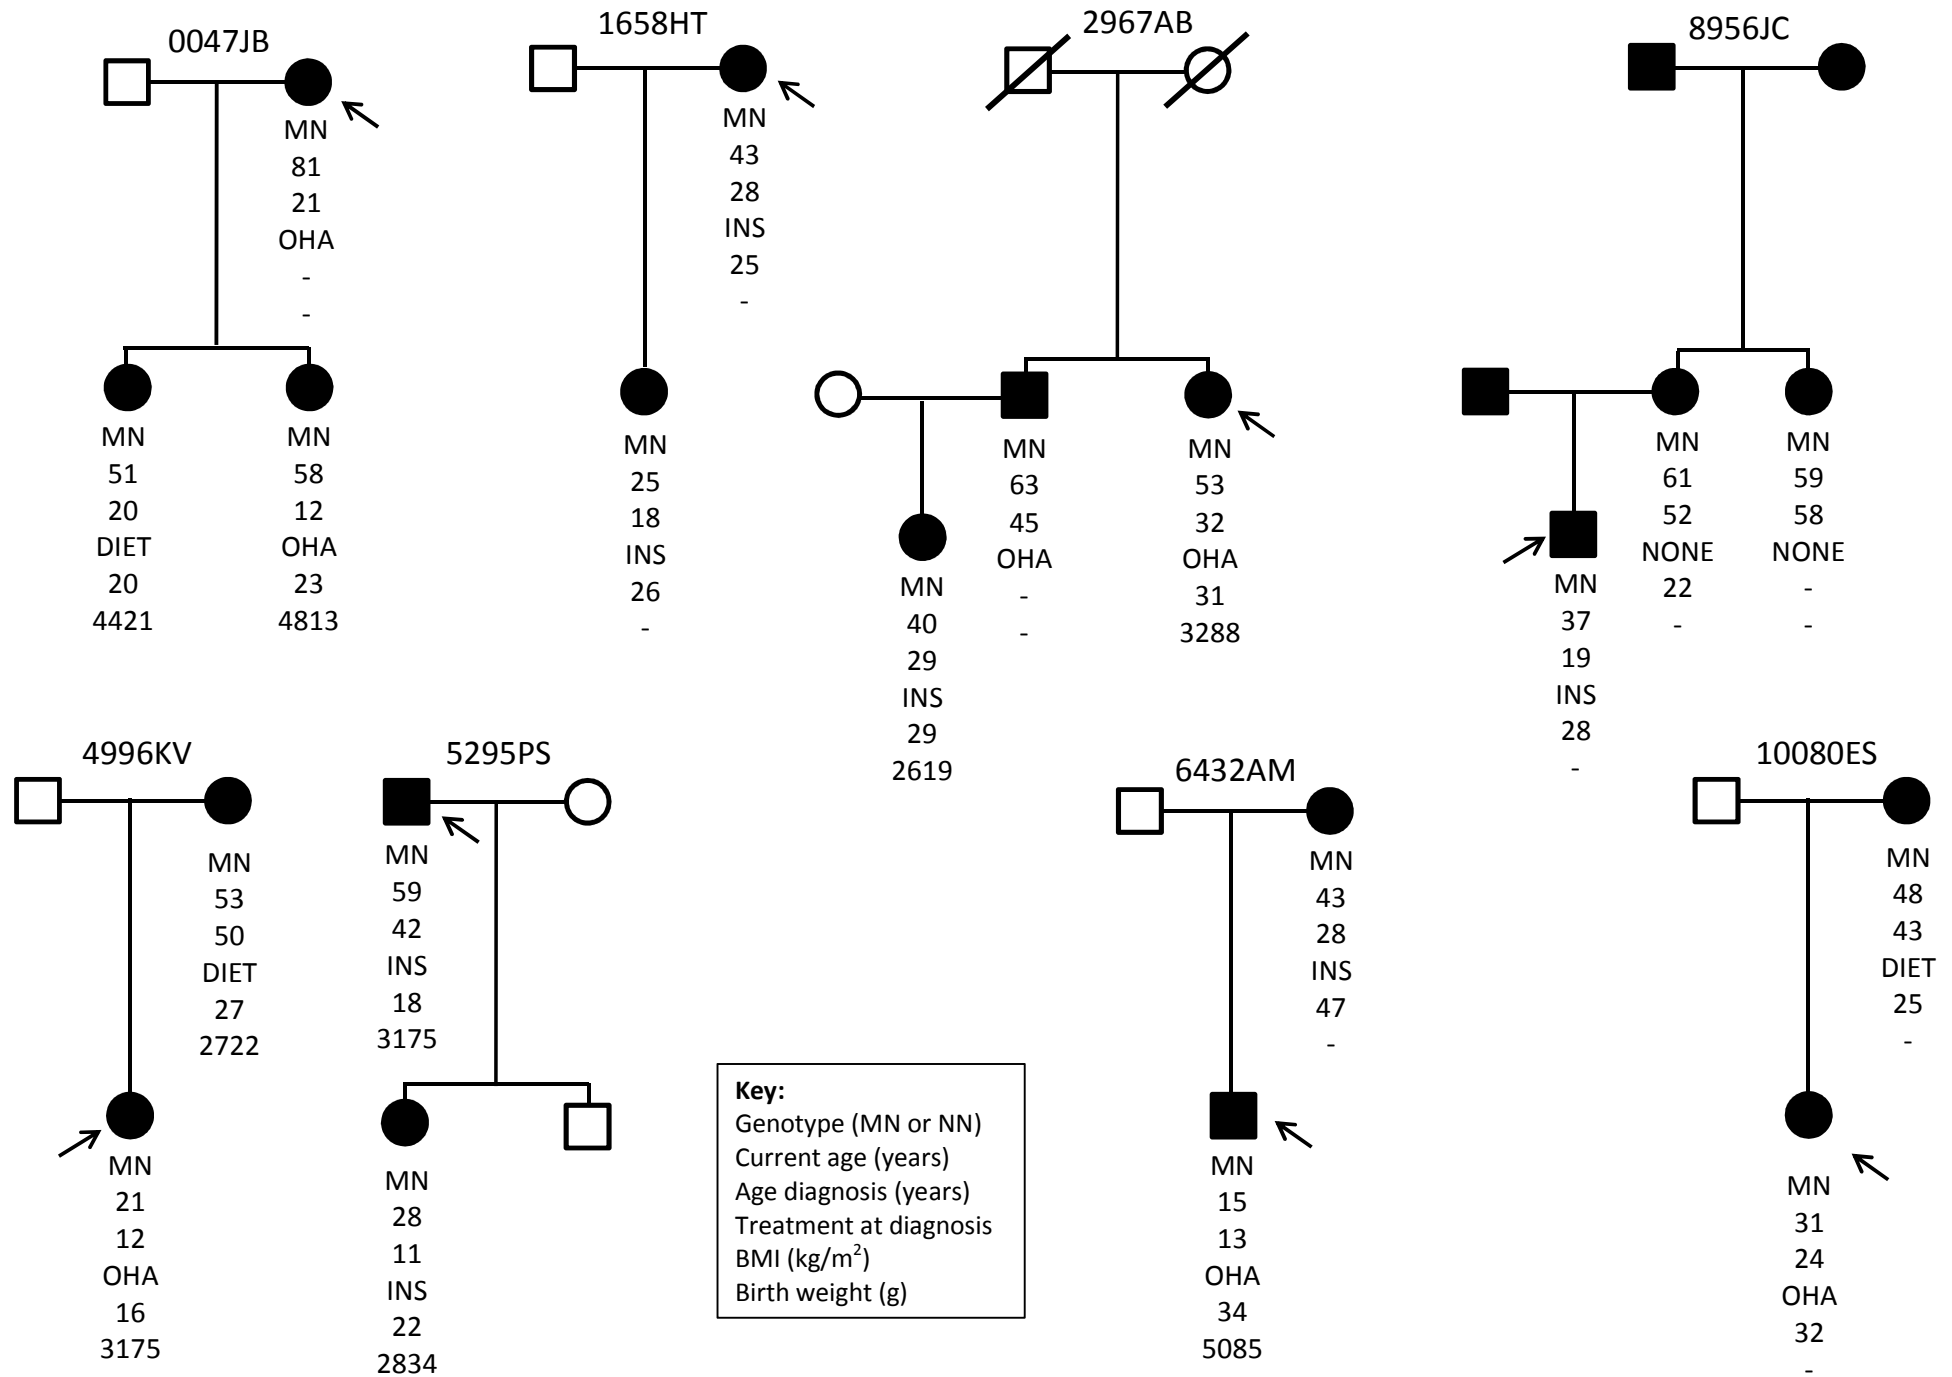 0047JB
MN
81
21
OHA
-
-
MN
51
20
DIET
20
4421
MN
58
12
OHA
23
4813
1658HT
MN
43
28
INS
25
-
MN
25
18
INS
26
-
2967AB
MN
63
45
OHA
-
-
MN
53
32
OHA
31
3288
MN
40
29
INS
29
2619
8956JC
MN
61
52
NONE
22
-
MN
59
58
NONE
-
-
MN
37
19
INS
28
-
4996KV
MN
53
50
DIET
27
2722
MN
21
12
OHA
16
3175
5295PS
MN
59
42
INS
18
3175
MN
28
11
INS
22
2834
Key:
Genotype (MN or NN)
Current age (years)
Age diagnosis (years)
Treatment at diagnosis
BMI (kg/m²)
Birth weight (g)
6432AM
MN
43
28
INS
47
-
MN
15
13
OHA
34
5085
10080ES
MN
48
43
DIET
25
-
MN
31
24
OHA
32
-